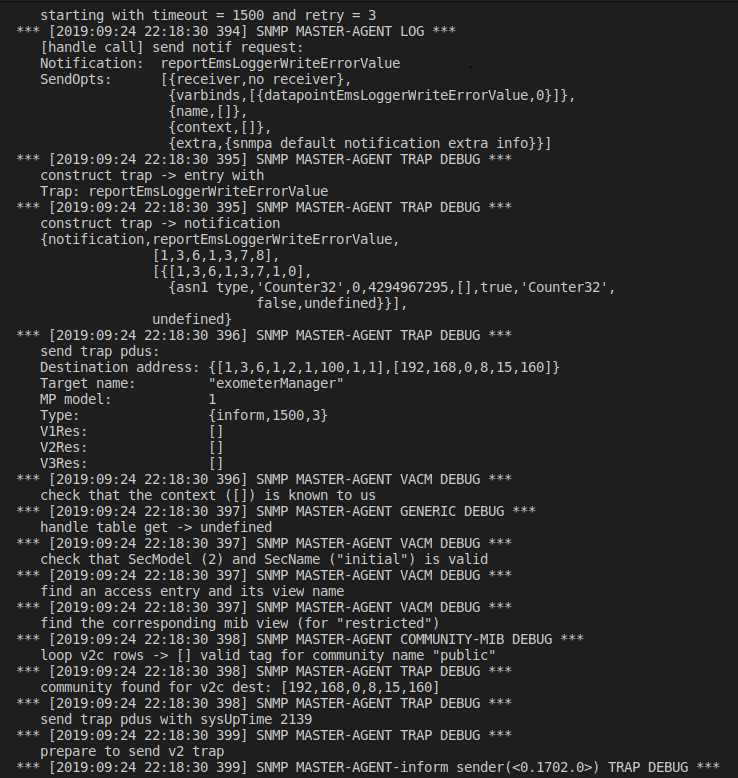 starting with timeout = 1500 and retry = 3
*** [2019:09:24 22:18:30 394] SNMP MASTER-AGENT LOG ***
[handle call] send notif request:
Notification:  reportEmsLoggerWriteErrorValue
SendOpts:      [{receiver,no receiver},
{varbinds,[{datapointEmsLoggerWriteErrorValue,0}]},
{name,[]},
{context,[]},
{extra,{snmpa default notification extra info}}]
*** [2019:09:24 22:18:30 395] SNMP MASTER-AGENT TRAP DEBUG ***
construct trap -> entry with
Trap: reportEmsLoggerWriteErrorValue
*** [2019:09:24 22:18:30 395] SNMP MASTER-AGENT TRAP DEBUG ***
construct trap -> notification
{notification,reportEmsLoggerWriteErrorValue,
[1,3,6,1,3,7,8],
[{[1,3,6,1,3,7,1,0],
{asn1 type,'Counter32',0,4294967295,[],true,'Counter32',
false,undefined}}],
undefined}
*** [2019:09:24 22:18:30 396] SNMP MASTER-AGENT TRAP DEBUG ***
send trap pdus:
Destination address: {[1,3,6,1,2,1,100,1,1],[192,168,0,8,15,160]}
Target name:         "exometerManager"
MP model:            1
Type:                {inform,1500,3}
V1Res:               []
V2Res:               []
V3Res:               []
*** [2019:09:24 22:18:30 396] SNMP MASTER-AGENT VACM DEBUG ***
check that the context ([]) is known to us
*** [2019:09:24 22:18:30 397] SNMP MASTER-AGENT GENERIC DEBUG ***
handle table get -> undefined
*** [2019:09:24 22:18:30 397] SNMP MASTER-AGENT VACM DEBUG ***
check that SecModel (2) and SecName ("initial") is valid
*** [2019:09:24 22:18:30 397] SNMP MASTER-AGENT VACM DEBUG ***
find an access entry and its view name
*** [2019:09:24 22:18:30 397] SNMP MASTER-AGENT VACM DEBUG ***
find the corresponding mib view (for "restricted")
*** [2019:09:24 22:18:30 398] SNMP MASTER-AGENT COMMUNITY-MIB DEBUG ***
loop v2c rows -> [] valid tag for community name "public"
*** [2019:09:24 22:18:30 398] SNMP MASTER-AGENT TRAP DEBUG ***
community found for v2c dest: [192,168,0,8,15,160]
*** [2019:09:24 22:18:30 398] SNMP MASTER-AGENT TRAP DEBUG ***
send trap pdus with sysUpTime 2139
*** [2019:09:24 22:18:30 399] SNMP MASTER-AGENT TRAP DEBUG ***
prepare to send v2 trap
*** [2019:09:24 22:18:30 399] SNMP MASTER-AGENT-inform sender(<0.1702.0>) TRAP DEBUG ***